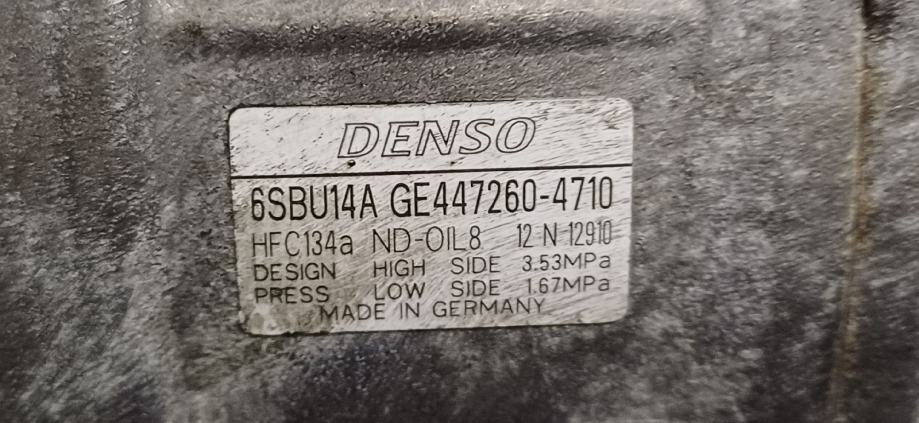 DENSO
6SBU14A GE447260-4710
HFC134a ND-OIL8 12 N 12910
DESIGN HIGH SIDE 3.53MPa
PRESS LOW SIDE 1.67MPa
MADE IN GERMANY